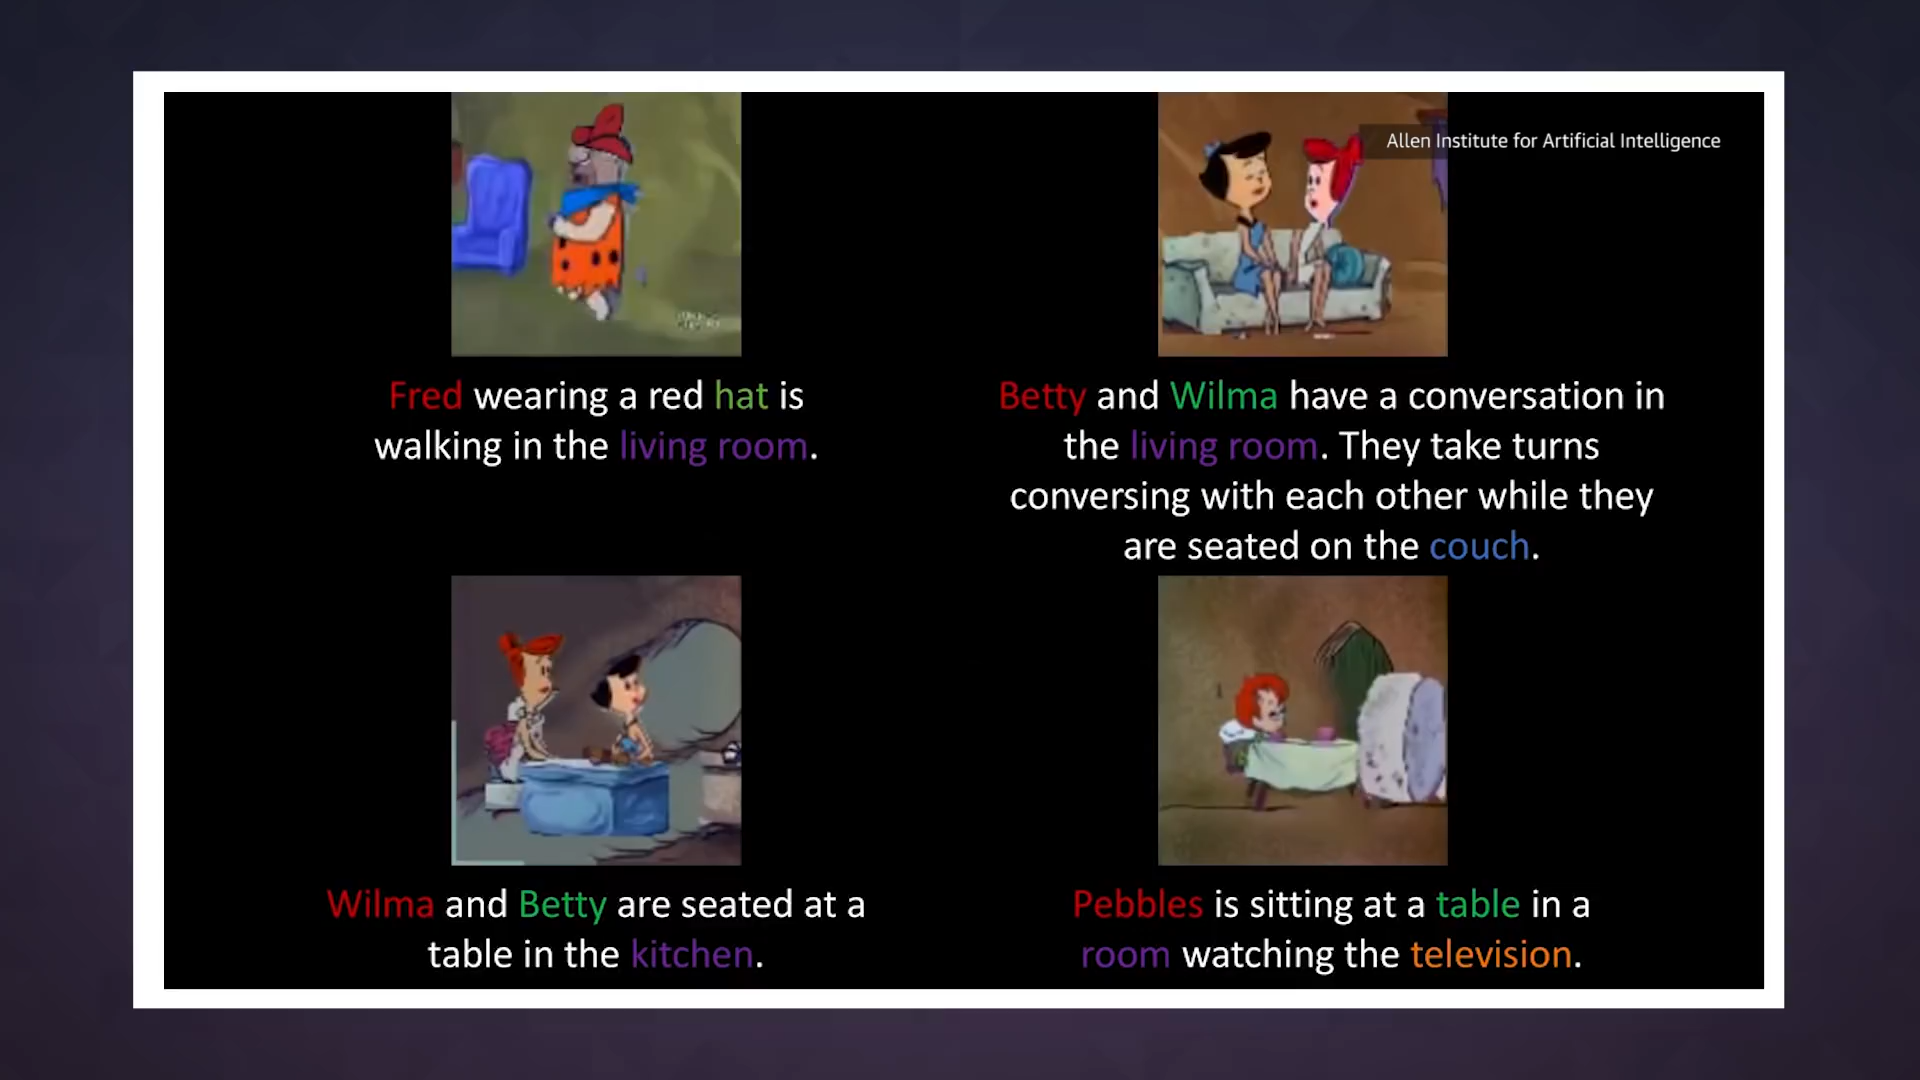 Allen Institute for Artificial Intelligence
Fred wearing a red hat is
walking in the living room.
Betty and Wilma have a conversation in
the living room. They take turns
conversing with each other while they
are seated on the couch.
Wilma and Betty are seated at a
table in the kitchen.
Pebbles is sitting at a table in a
room watching the television.